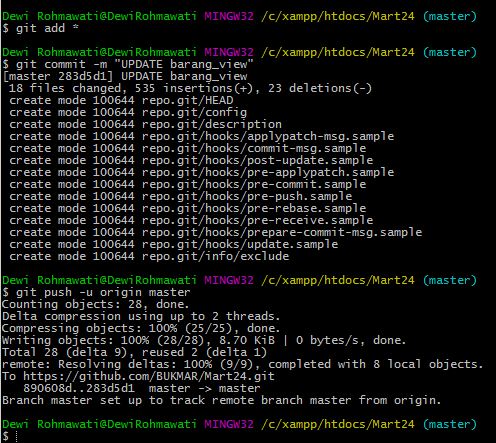 Dewi Rohmawati@DewiRohmawati MINGW32 /c/xampp/htdocs/Mart24 (master)
$ git add *
Dewi Rohmawati@DewiRohmawati MINGW32 /c/xampp/htdocs/Mart24 (master)
$ git commit -m "UPDATE barang_view"
[master 283d5d1] UPDATE barang_view
18 files changed, 535 insertions(+), 23 deletions(-)
create mode 100644 repo.git/HEAD
create mode 100644 repo.git/config
create mode 100644 repo.git/description
create mode 100644 repo.git/hooks/applypatch-msg.sample
create mode 100644 repo.git/hooks/commit-msg.sample
create mode 100644 repo.git/hooks/post-update.sample
create mode 100644 repo.git/hooks/pre-applypatch.sample
create mode 100644 repo.git/hooks/pre-commit.sample
create mode 100644 repo.git/hooks/pre-push.sample
create mode 100644 repo.git/hooks/pre-rebase.sample
create mode 100644 repo.git/hooks/pre-receive.sample
create mode 100644 repo.git/hooks/prepare-commit-msg.sample
create mode 100644 repo.git/hooks/update.sample
create mode 100644 repo.git/info/exclude
Dewi Rohmawati@DewiRohmawati MINGW32 /c/xampp/htdocs/Mart24 (master)
$ git push -u origin master
Counting objects: 28, done.
Delta compression using up to 2 threads.
Compressing objects: 100% (25/25), done.
Writing objects: 100% (28/28), 8.70 KiB | 0 bytes/s, done.
Total 28 (delta 9), reused 2 (delta 1)
remote: Resolving deltas: 100% (9/9), completed with 8 local objects.
To https://github.com/BUKMAR/Mart24.git
890608d..283d5d1 master -> master
Branch master set up to track remote branch master from origin.
Dewi Rohmawati@DewiRohmawati MINGW32 /c/xampp/htdocs/Mart24 (master)
$